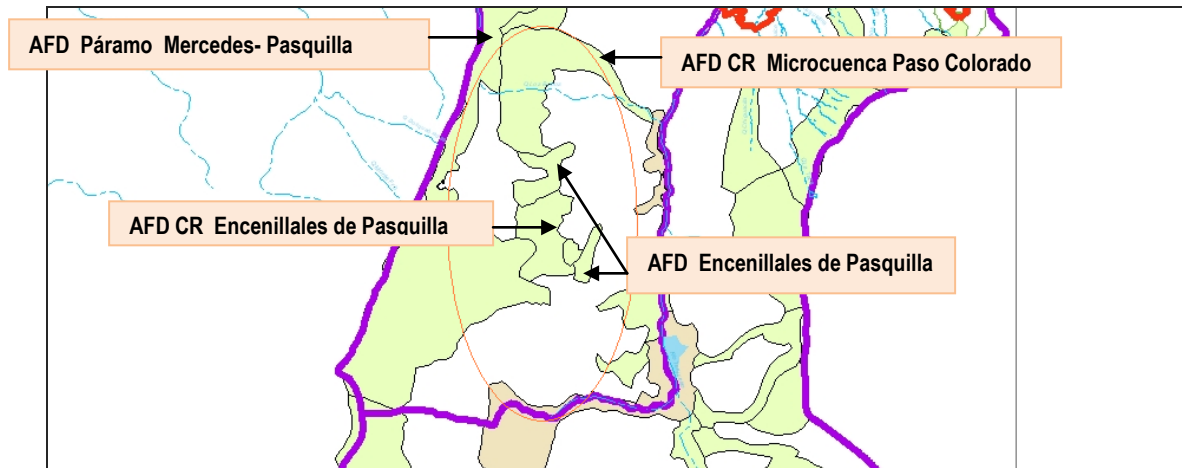 AFD Páramo Mercedes- Pasquilla
AFD CR Microcuenca Paso Colorado
AFD CR Encenillales de Pasquilla
AFD Encenillales de Pasquilla